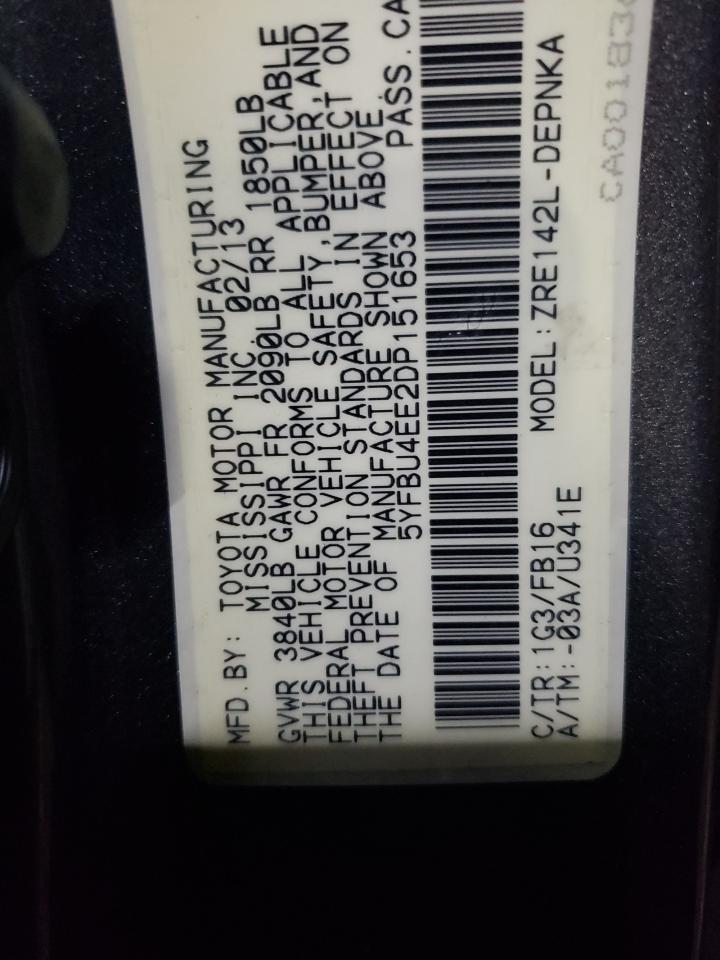 MFD.BY: TOYOTA MOTOR MANUFACTURING
MISSISSIPPI INC. 02/13
GVWR 3840LB GAWR FR 2090LB RR 1850LB
THIS VEHICLE CONFORMS TO ALL APPLICABLE
FEDERAL MOTOR VEHICLE SAFETY,BUMPER,AND
THEFT PREVENTION STANDARDS IN EFFECT ON
THE DATE OF MANUFACTURE SHOWN ABOVE.
5YFBU4EE2DP151653 PASS.CA
C/TR:1G3/FB16 MODEL:ZRE142L-DEPNKA
A/TM:-03A/U341E